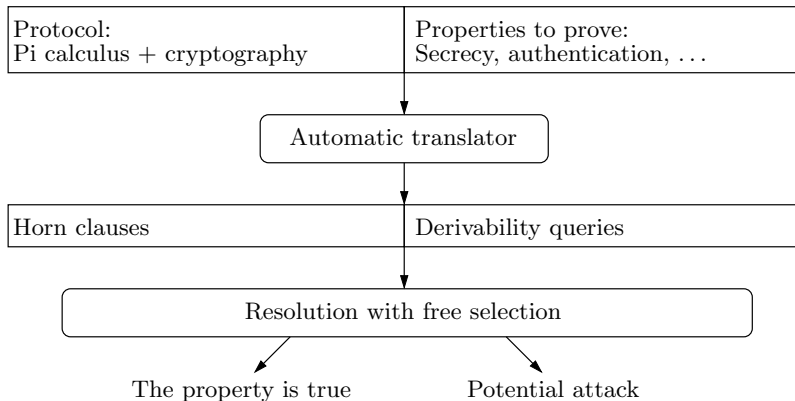 Protocol:
Pi calculus + cryptography
Properties to prove:
Secrecy, authentication, . . .
Automatic translator
Horn clauses
Derivability queries
Resolution with free selection
The property is true
Potential attack